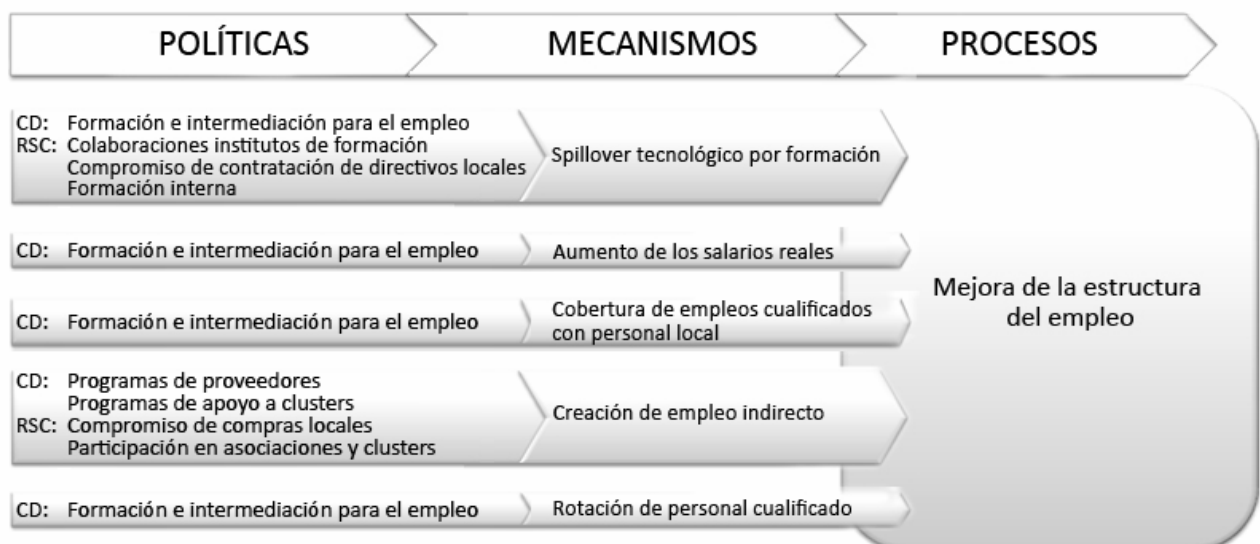 POLÍTICAS MECANISMOS PROCESOS
CD: Formación e intermediación para el empleo
RSC: Colaboraciones institutos de formación
Compromiso de contratación de directivos locales
Formación interna
Spillover tecnológico por formación
CD: Formación e intermediación para el empleo
Aumento de los salarios reales
CD: Formación e intermediación para el empleo
Cobertura de empleos cualificados
con personal local
CD: Programas de proveedores
Programas de apoyo a clusters
RSC: Compromiso de compras locales
Participación en asociaciones y clusters
Creación de empleo indirecto
CD: Formación e intermediación para el empleo
Rotación de personal cualificado
Mejora de la estructura
del empleo